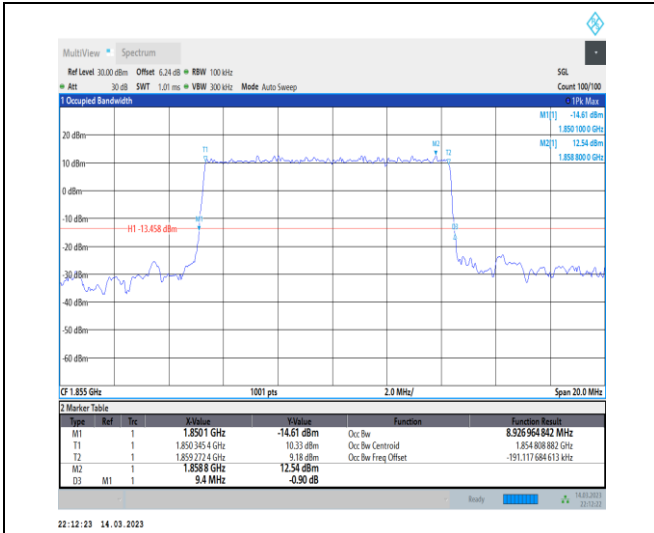 MultiView Spectrum
Ref Level 30.00 dBm Offset 6.24 dB RBW 100 kHz SGL
Att 30 dB SWT 1.01 ms VBW 300 kHz Mode Auto Sweep Count 100/100
1 Occupied Bandwidth 1Pk Max
M1[1] -14.61 dBm
1.850 100 0 GHz
M2[1] 12.54 dBm
1.858 800 0 GHz
20 dBm
M2
T1 T2
10 dBm
0 dBm
-10 dBm
M1
H1 -13.458 dBm
-30 dBm
-40 dBm
-50 dBm
-60 dBm
CF 1.855 GHz 1001 pts 2.0 MHz/ Span 20.0 MHz
2 Marker Table
Type Ref Trc X-Value Y-Value Function Function Result
M1 1 1.8501 GHz -14.61 dBm Occ Bw 8.926 964 842 MHz
T1 1 1.850 345 4 GHz 10.33 dBm Occ Bw Centroid 1.854 808 882 GHz
T2 1 1.859 272 4 GHz 9.18 dBm Occ Bw Freq Offset -191.117 684 613 kHz
M2 1 1.8588 GHz 12.54 dBm
D3 M1 1 9.4 MHz -0.90 dB
Ready 14.03.2023
22:12:22
22:12:23 14.03.2023